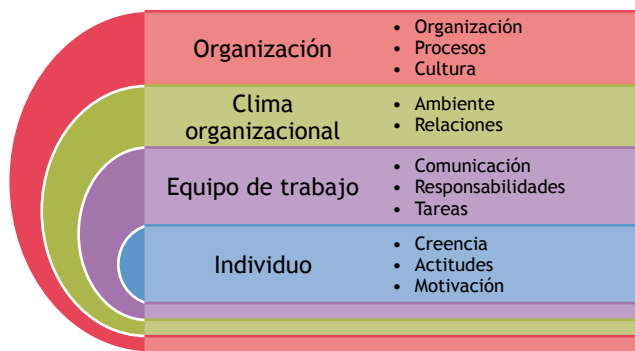 Organización
• Organización
• Procesos
• Cultura
Clima
organizacional
• Ambiente
• Relaciones
Equipo de trabajo
• Comunicación
• Responsabilidades
• Tareas
Individuo
• Creencia
• Actitudes
• Motivación